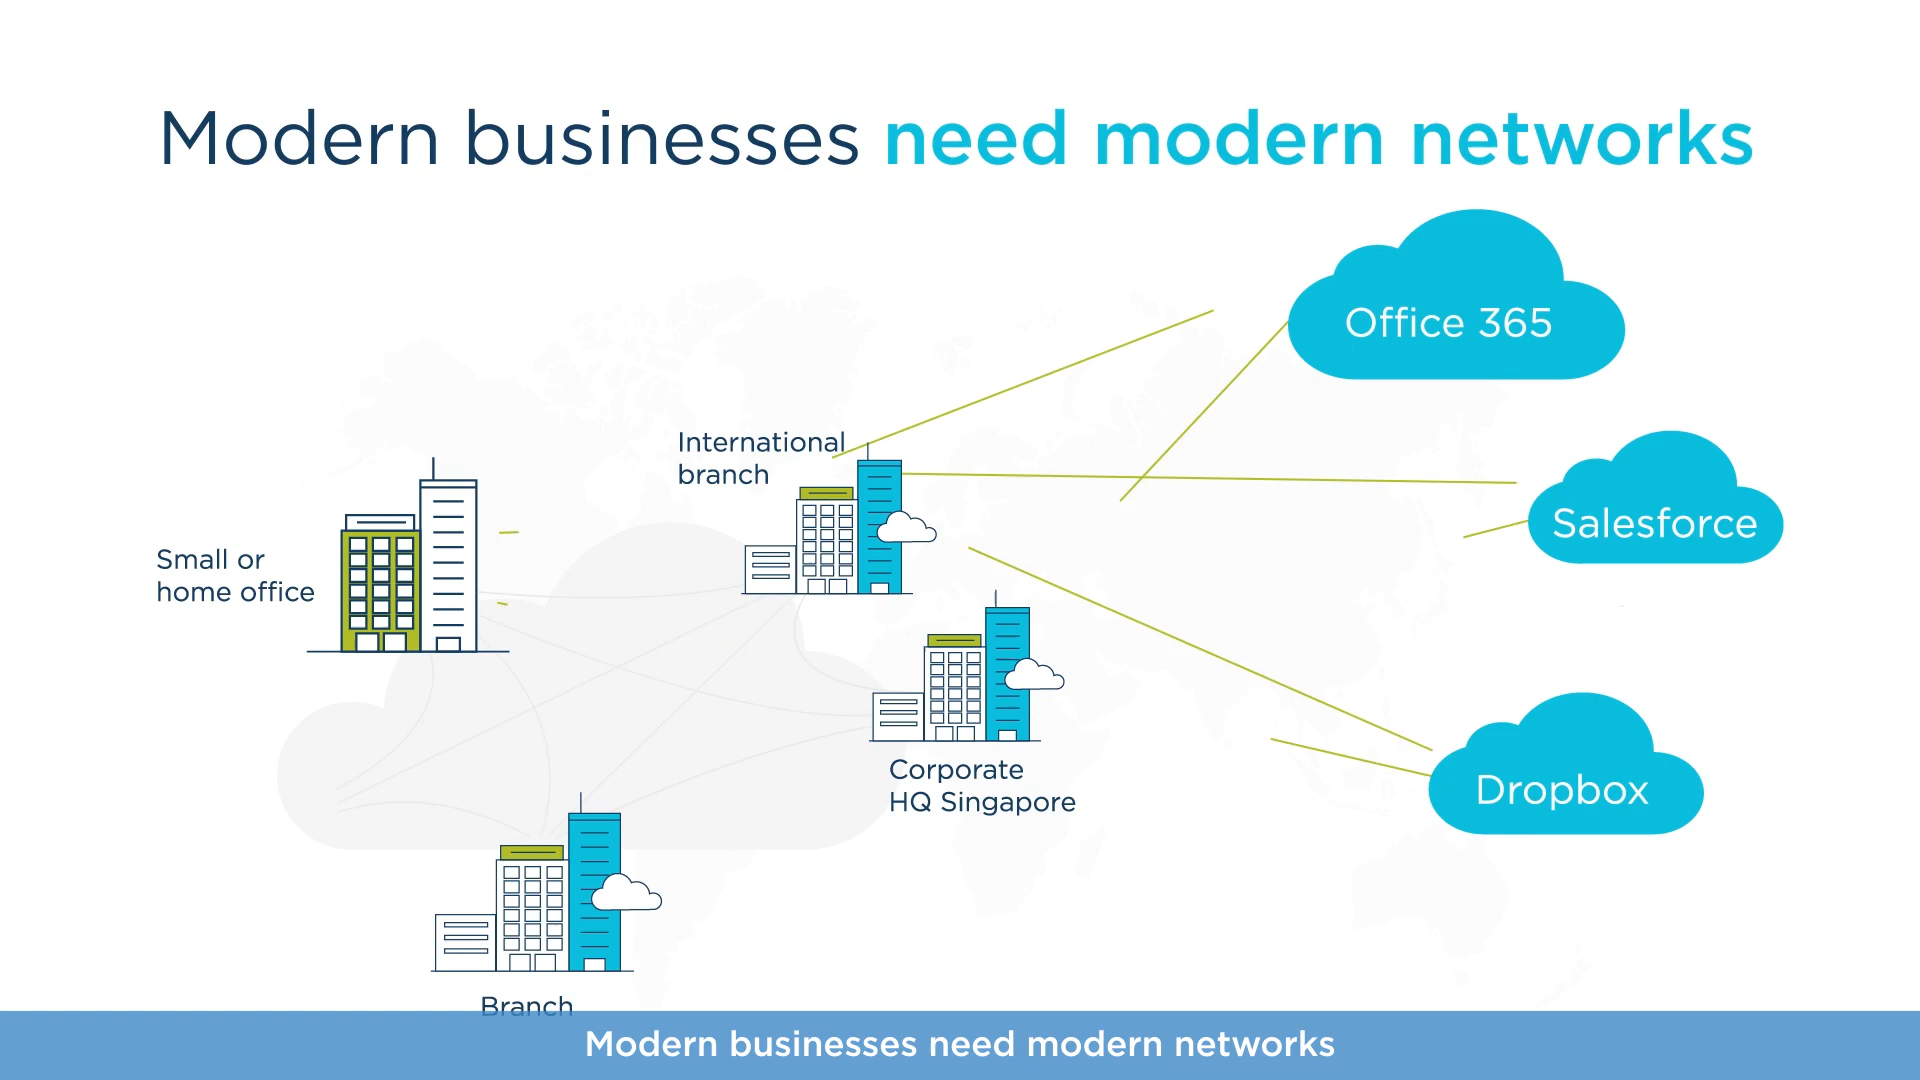 Modern businesses need modern networks
Office 365
International
branch
Salesforce
Small or
home office
Corporate
HQ Singapore
Dropbox
Branch
Modern businesses need modern networks